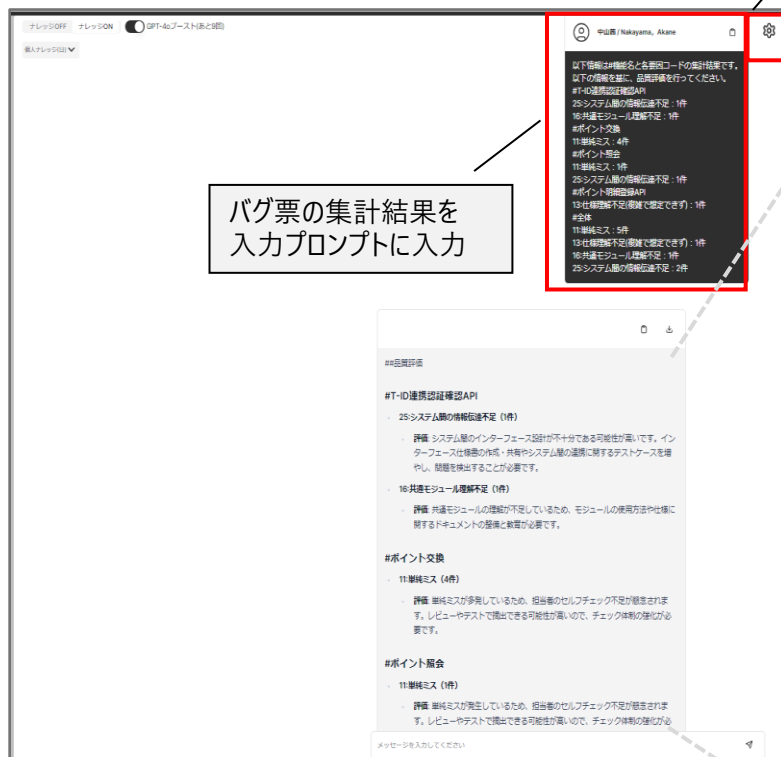 ナレッジOFF ナレッジON GPT-4oブースト(あと9回)
個人ナレッジ(日)
中山茜 / Nakayama, Akane
以下情報は#機能名と各要因コードの集計結果です。
以下の情報を基に、品質評価を行ってください。
#T-ID連携認証確認API
25:システム間の情報伝達不足：1件
16:共通モジュール理解不足：1件
#ポイント交換
11:単純ミス：4件
#ポイント照会
11:単純ミス：1件
25:システム間の情報伝達不足：1件
#ポイント明細登録API
13:仕様理解不足(複雑で想定できず)：1件
#全体
11:単純ミス：5件
13:仕様理解不足(複雑で想定できず)：1件
16:共通モジュール理解不足：1件
25:システム間の情報伝達不足：2件
バグ票の集計結果を
入力プロンプトに入力
##品質評価
#T-ID連携認証確認API
25:システム間の情報伝達不足（1件）
評価: システム間のインターフェース設計が不十分である可能性が高いです。イン
ターフェース仕様書の作成・共有やシステム間の連携に関するテストケースを増
やし、問題を検出することが必要です。
16:共通モジュール理解不足（1件）
評価: 共通モジュールの理解が不足しているため、モジュールの使用方法や仕様に
関するドキュメントの整備と教育が必要です。
#ポイント交換
11:単純ミス（4件）
評価: 単純ミスが多発しているため、担当者のセルフチェック不足が懸念されま
す。レビューやテストで摘出できる可能性が高いので、チェック体制の強化が必
要です。
#ポイント照会
11:単純ミス（1件）
評価: 単純ミスが発生しているため、担当者のセルフチェック不足が懸念されま
す。レビューやテストで摘出できる可能性が高いので、チェック体制の強化が必
メッセージを入力してください